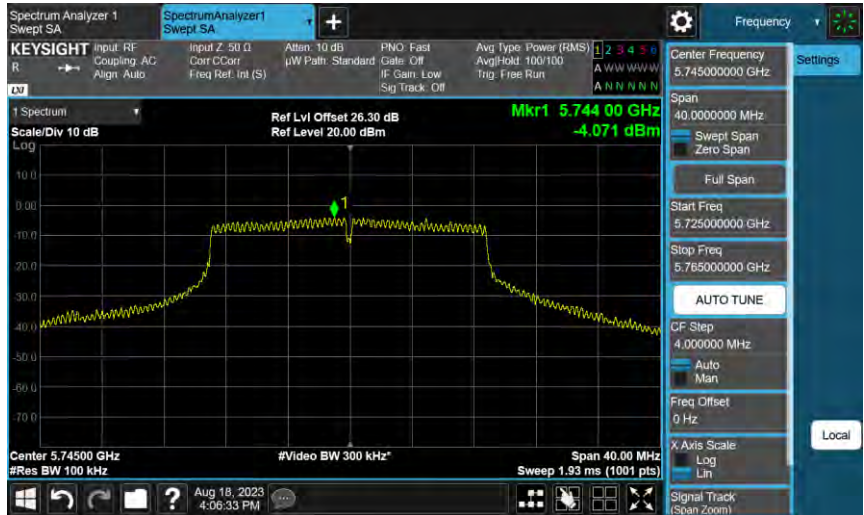 Spectrum Analyzer 1
Swept SA
SpectrumAnalyzer1
Swept SA
+
Frequency
KEYSIGHT
R
LXI
Input: RF
Coupling: AC
Align: Auto
Input Z: 50 Ω
Corr CCorr
Freq Ref: Int (S)
Atten: 10 dB
µW Path: Standard
PNO: Fast
Gate: Off
IF Gain: Low
Sig Track: Off
Avg Type: Power (RMS)
Avg|Hold: 100/100
Trig: Free Run
1 2 3 4 5 6
A W W W W W
A N N N N N
1 Spectrum
Scale/Div 10 dB
Ref Lvl Offset 26.30 dB
Ref Level 20.00 dBm
Mkr1 5.744 00 GHz
-4.071 dBm
Log
10.0
0.00
-10.0
-20.0
-30.0
-40.0
-50.0
-60.0
-70.0
1
Center 5.74500 GHz
#Res BW 100 kHz
#Video BW 300 kHz*
Span 40.00 MHz
Sweep 1.93 ms (1001 pts)
?
Aug 18, 2023
4:06:33 PM
Center Frequency
5.745000000 GHz
Settings
Span
40.0000000 MHz
Swept Span
Zero Span
Full Span
Start Freq
5.725000000 GHz
Stop Freq
5.765000000 GHz
AUTO TUNE
CF Step
4.000000 MHz
Auto
Man
Freq Offset
0 Hz
X Axis Scale
Log
Lin
Signal Track
(Span Zoom)
Local